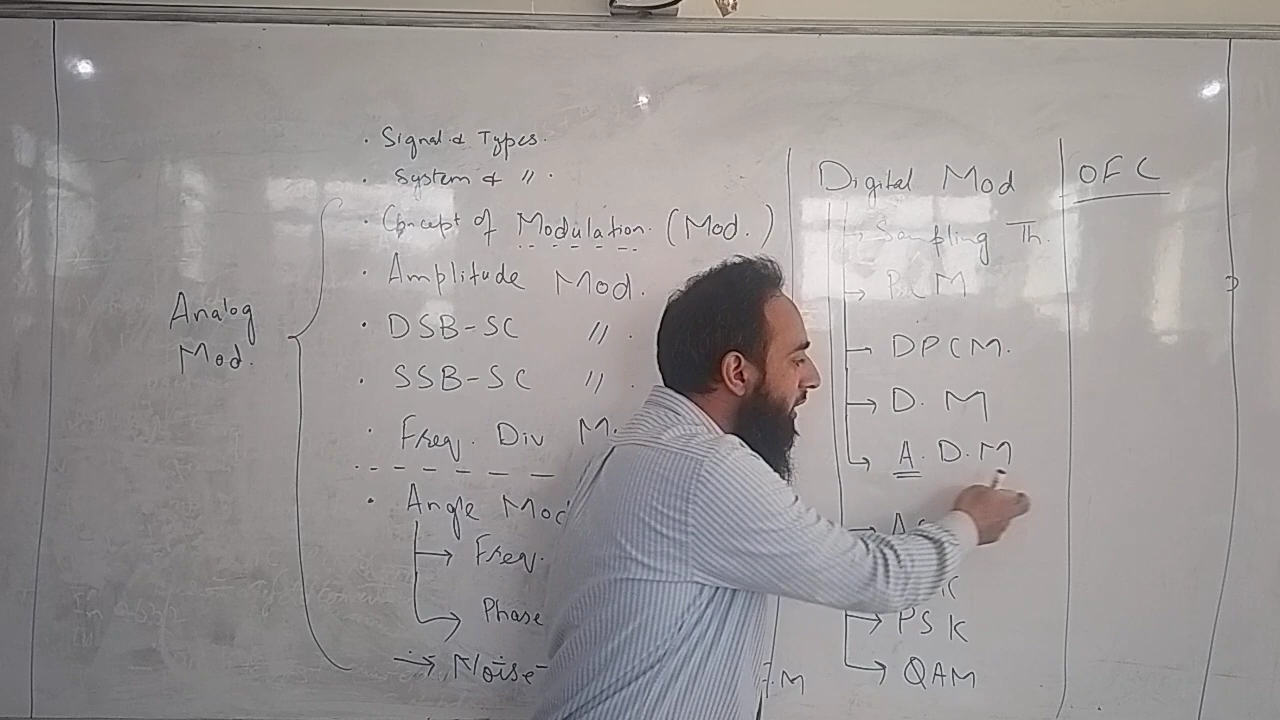 · Signal & Types.
· System & 〃 ·
· Concept of Modulation. (Mod.)
· Amplitude Mod.
· DSB-SC 〃 .
· SSB-SC 〃 .
· Freq. Div M.
· Angle Mod
→ Freq.
→ Phase
→ Noise
Analog
Mod.
Digital Mod
→ Sampling Th.
→ PCM
DPCM.
→ D. M
→ A. D. M
PSK
→ QAM
OFC